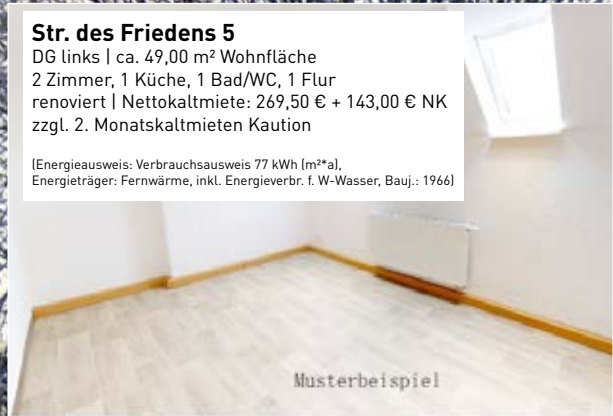 Str. des Friedens 5
DG links | ca. 49,00 m² Wohnfläche
2 Zimmer, 1 Küche, 1 Bad/WC, 1 Flur
renoviert | Nettokaltmiete: 269,50 € + 143,00 € NK
zzgl. 2. Monatskaltmieten Kaution
(Energieausweis: Verbrauchsausweis 77 kWh (m²*a),
Energieträger: Fernwärme, inkl. Energieverbr. f. W-Wasser, Bauj.: 1966)
Musterbeispiel